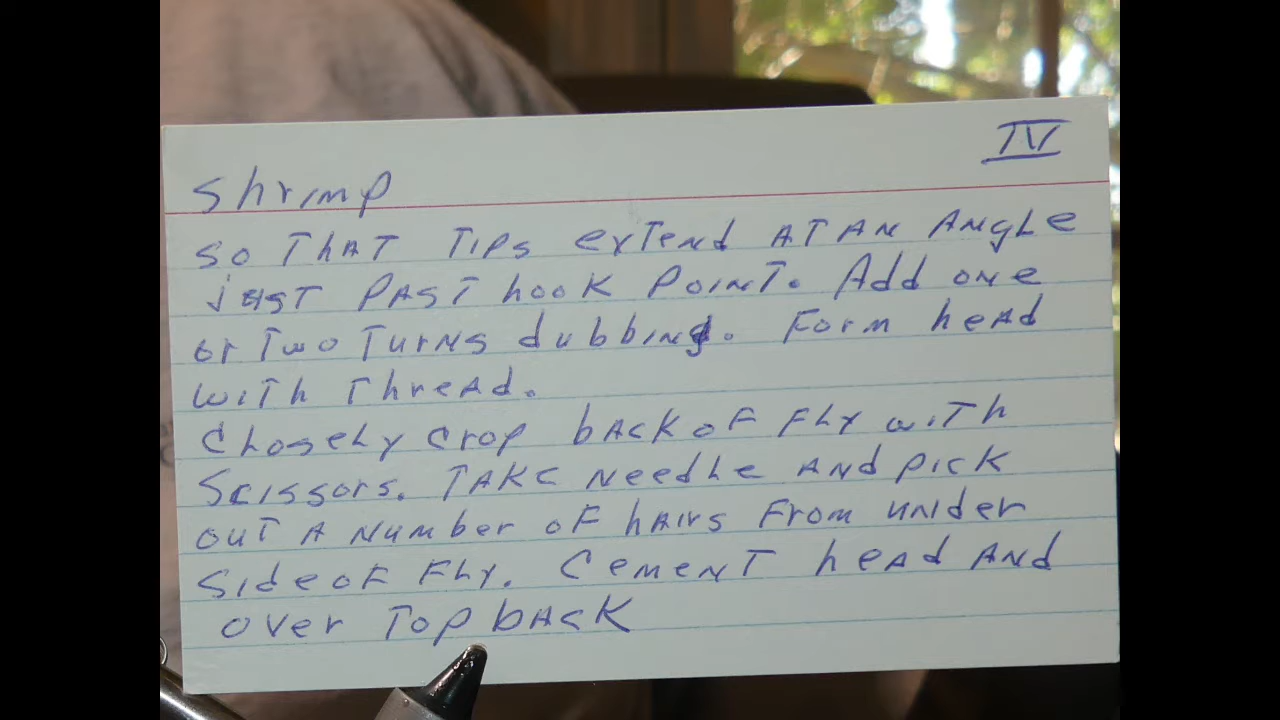 IV
Shrimp
so That Tips extend AT AN Angle
just PAST hook Point. Add one
or Two Turns dubbing. Form head
with Thread.
Closely crop back of Fly with
Scissors. Take Needle and pick
out A Number of hairs From under
side of Fly. Cement head And
over Top back